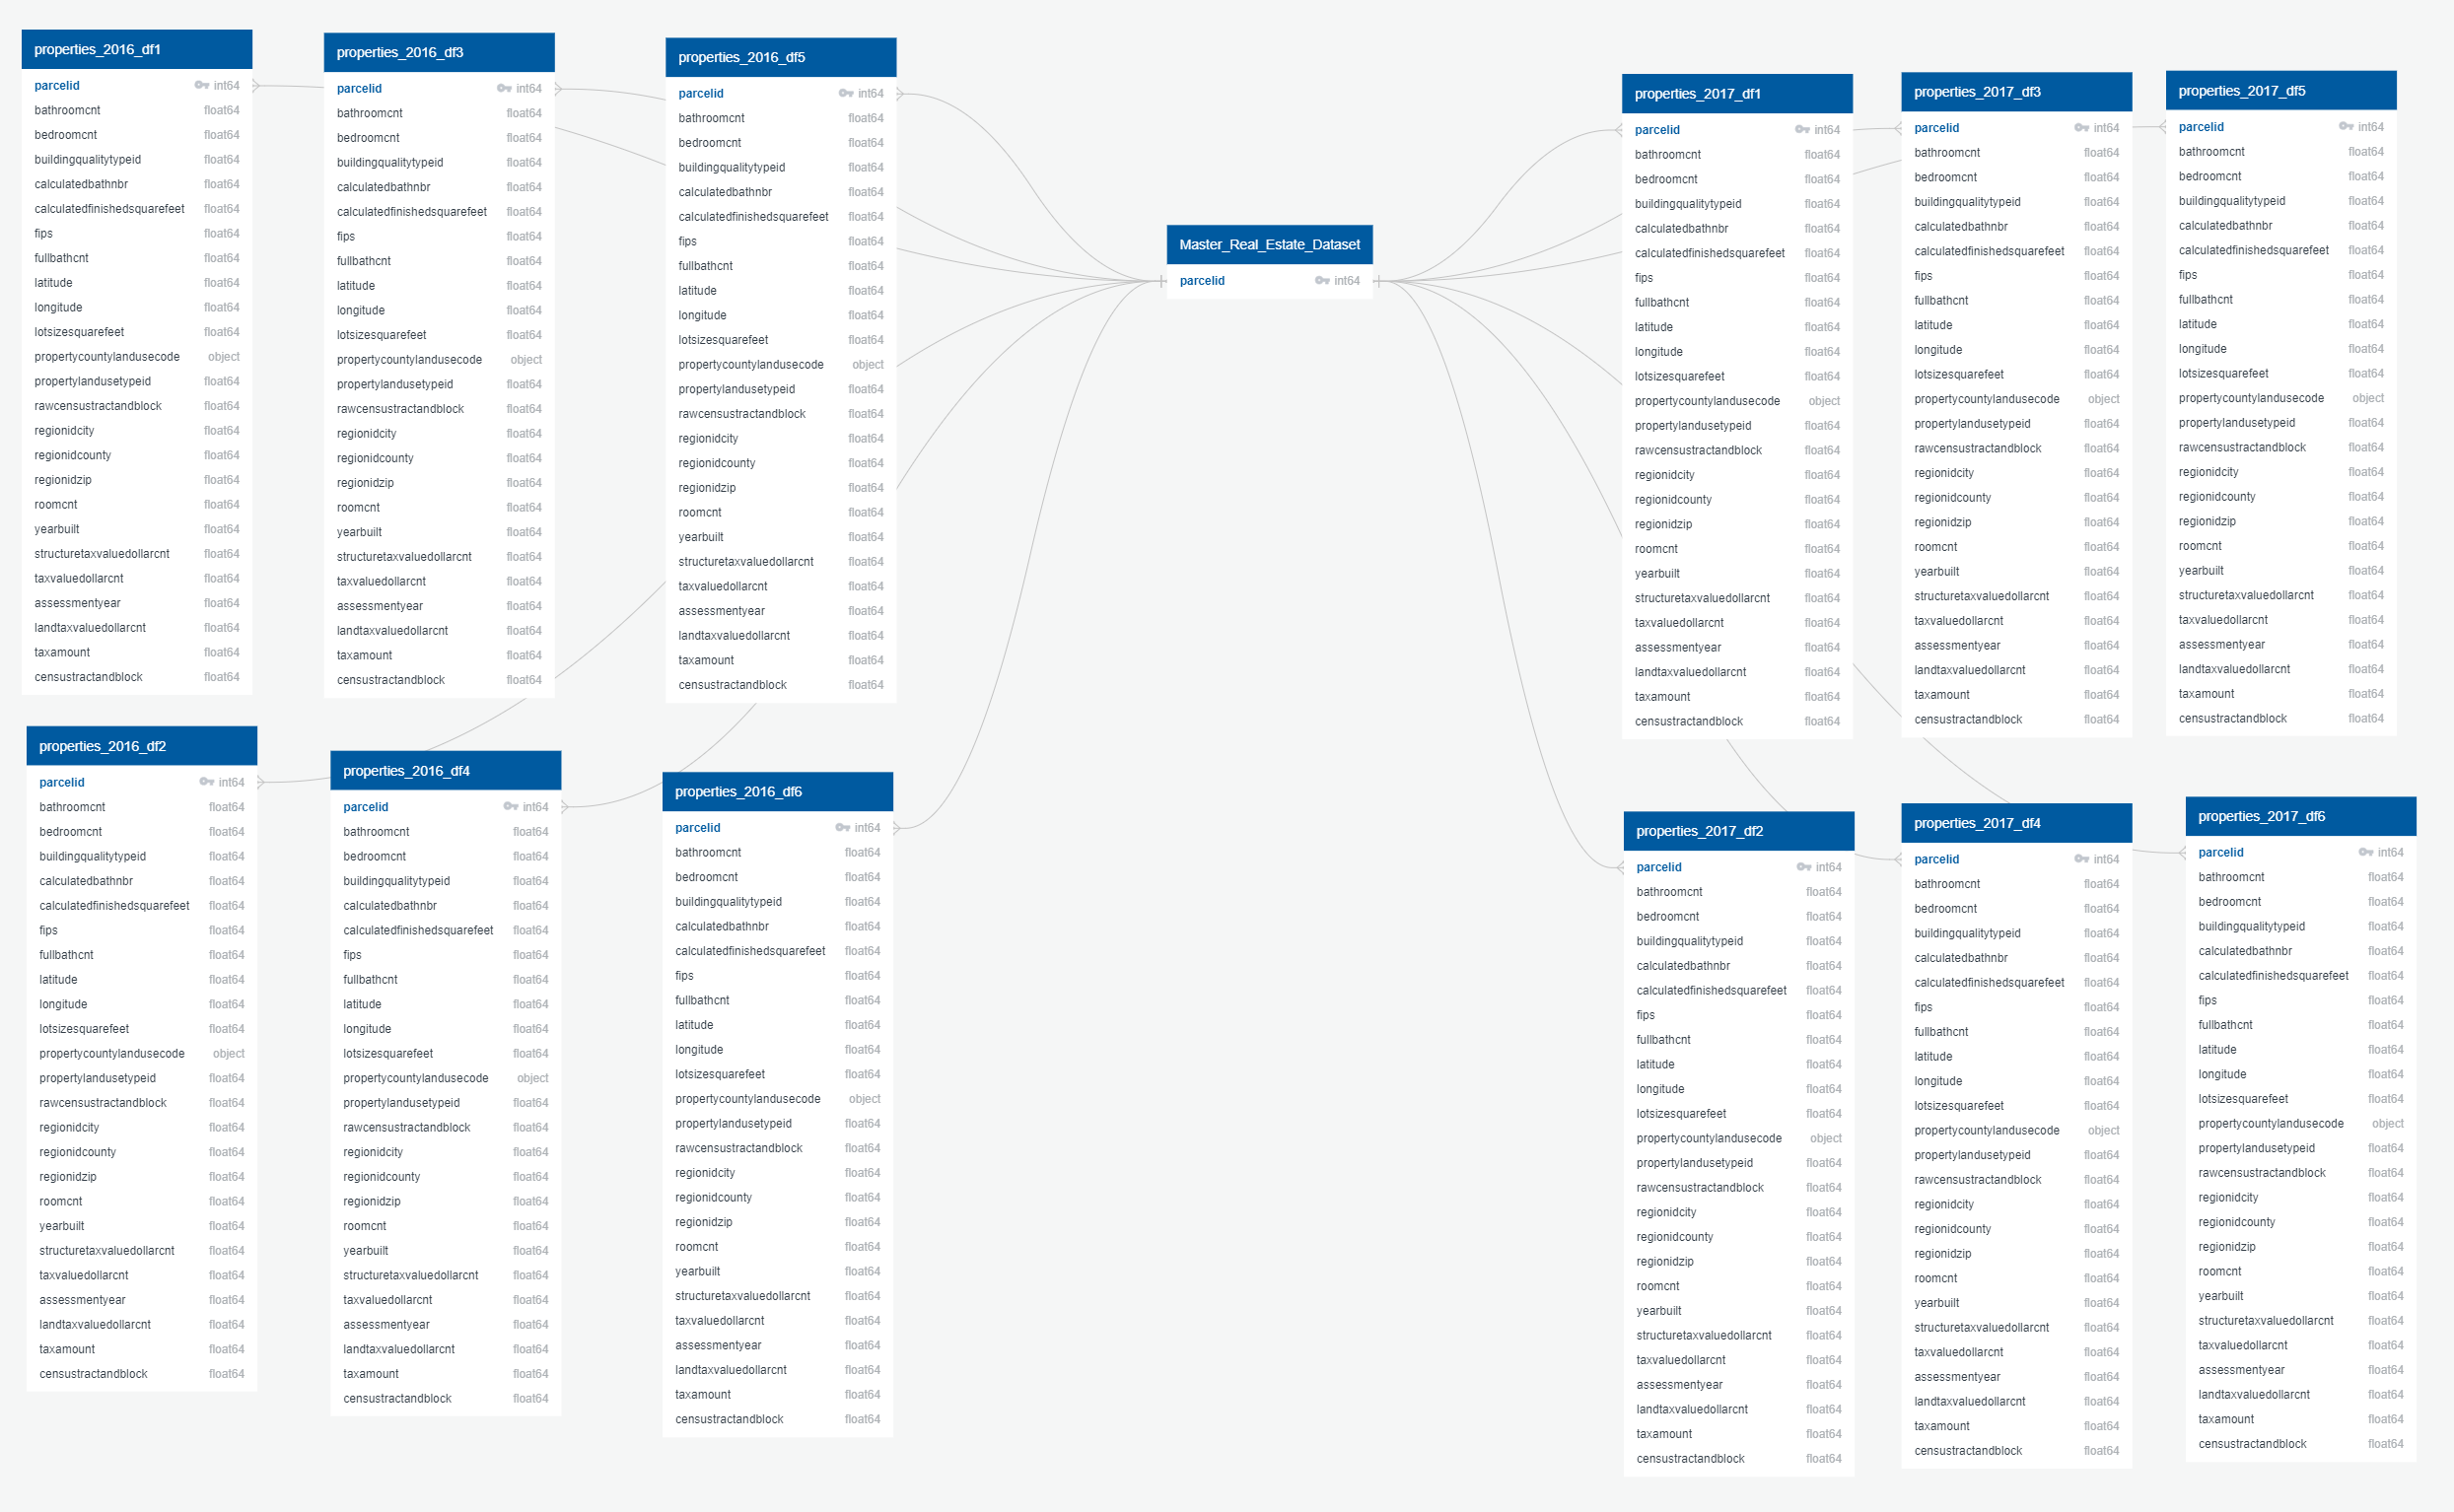 properties_2016_df1
parcelid int64
bathroomcnt float64
bedroomcnt float64
buildingqualitytypeid float64
calculatedbathnbr float64
calculatedfinishedsquarefeet float64
fips float64
fullbathcnt float64
latitude float64
longitude float64
lotsizesquarefeet float64
propertycountylandusecode object
propertylandusetypeid float64
rawcensustractandblock float64
regionidcity float64
regionidcounty float64
regionidzip float64
roomcnt float64
yearbuilt float64
structuretaxvaluedollarcnt float64
taxvaluedollarcnt float64
assessmentyear float64
landtaxvaluedollarcnt float64
taxamount float64
censustractandblock float64
properties_2016_df3
parcelid int64
bathroomcnt float64
bedroomcnt float64
buildingqualitytypeid float64
calculatedbathnbr float64
calculatedfinishedsquarefeet float64
fips float64
fullbathcnt float64
latitude float64
longitude float64
lotsizesquarefeet float64
propertycountylandusecode object
propertylandusetypeid float64
rawcensustractandblock float64
regionidcity float64
regionidcounty float64
regionidzip float64
roomcnt float64
yearbuilt float64
structuretaxvaluedollarcnt float64
taxvaluedollarcnt float64
assessmentyear float64
landtaxvaluedollarcnt float64
taxamount float64
censustractandblock float64
properties_2016_df5
parcelid int64
bathroomcnt float64
bedroomcnt float64
buildingqualitytypeid float64
calculatedbathnbr float64
calculatedfinishedsquarefeet float64
fips float64
fullbathcnt float64
latitude float64
longitude float64
lotsizesquarefeet float64
propertycountylandusecode object
propertylandusetypeid float64
rawcensustractandblock float64
regionidcity float64
regionidcounty float64
regionidzip float64
roomcnt float64
yearbuilt float64
structuretaxvaluedollarcnt float64
taxvaluedollarcnt float64
assessmentyear float64
landtaxvaluedollarcnt float64
taxamount float64
censustractandblock float64
Master_Real_Estate_Dataset
parcelid int64
properties_2017_df1
parcelid int64
bathroomcnt float64
bedroomcnt float64
buildingqualitytypeid float64
calculatedbathnbr float64
calculatedfinishedsquarefeet float64
fips float64
fullbathcnt float64
latitude float64
longitude float64
lotsizesquarefeet float64
propertycountylandusecode object
propertylandusetypeid float64
rawcensustractandblock float64
regionidcity float64
regionidcounty float64
regionidzip float64
roomcnt float64
yearbuilt float64
structuretaxvaluedollarcnt float64
taxvaluedollarcnt float64
assessmentyear float64
landtaxvaluedollarcnt float64
taxamount float64
censustractandblock float64
properties_2017_df3
parcelid int64
bathroomcnt float64
bedroomcnt float64
buildingqualitytypeid float64
calculatedbathnbr float64
calculatedfinishedsquarefeet float64
fips float64
fullbathcnt float64
latitude float64
longitude float64
lotsizesquarefeet float64
propertycountylandusecode object
propertylandusetypeid float64
rawcensustractandblock float64
regionidcity float64
regionidcounty float64
regionidzip float64
roomcnt float64
yearbuilt float64
structuretaxvaluedollarcnt float64
taxvaluedollarcnt float64
assessmentyear float64
landtaxvaluedollarcnt float64
taxamount float64
censustractandblock float64
properties_2017_df5
parcelid int64
bathroomcnt float64
bedroomcnt float64
buildingqualitytypeid float64
calculatedbathnbr float64
calculatedfinishedsquarefeet float64
fips float64
fullbathcnt float64
latitude float64
longitude float64
lotsizesquarefeet float64
propertycountylandusecode object
propertylandusetypeid float64
rawcensustractandblock float64
regionidcity float64
regionidcounty float64
regionidzip float64
roomcnt float64
yearbuilt float64
structuretaxvaluedollarcnt float64
taxvaluedollarcnt float64
assessmentyear float64
landtaxvaluedollarcnt float64
taxamount float64
censustractandblock float64
properties_2016_df2
parcelid int64
bathroomcnt float64
bedroomcnt float64
buildingqualitytypeid float64
calculatedbathnbr float64
calculatedfinishedsquarefeet float64
fips float64
fullbathcnt float64
latitude float64
longitude float64
lotsizesquarefeet float64
propertycountylandusecode object
propertylandusetypeid float64
rawcensustractandblock float64
regionidcity float64
regionidcounty float64
regionidzip float64
roomcnt float64
yearbuilt float64
structuretaxvaluedollarcnt float64
taxvaluedollarcnt float64
assessmentyear float64
landtaxvaluedollarcnt float64
taxamount float64
censustractandblock float64
properties_2016_df4
parcelid int64
bathroomcnt float64
bedroomcnt float64
buildingqualitytypeid float64
calculatedbathnbr float64
calculatedfinishedsquarefeet float64
fips float64
fullbathcnt float64
latitude float64
longitude float64
lotsizesquarefeet float64
propertycountylandusecode object
propertylandusetypeid float64
rawcensustractandblock float64
regionidcity float64
regionidcounty float64
regionidzip float64
roomcnt float64
yearbuilt float64
structuretaxvaluedollarcnt float64
taxvaluedollarcnt float64
assessmentyear float64
landtaxvaluedollarcnt float64
taxamount float64
censustractandblock float64
properties_2016_df6
parcelid int64
bathroomcnt float64
bedroomcnt float64
buildingqualitytypeid float64
calculatedbathnbr float64
calculatedfinishedsquarefeet float64
fips float64
fullbathcnt float64
latitude float64
longitude float64
lotsizesquarefeet float64
propertycountylandusecode object
propertylandusetypeid float64
rawcensustractandblock float64
regionidcity float64
regionidcounty float64
regionidzip float64
roomcnt float64
yearbuilt float64
structuretaxvaluedollarcnt float64
taxvaluedollarcnt float64
assessmentyear float64
landtaxvaluedollarcnt float64
taxamount float64
censustractandblock float64
properties_2017_df2
parcelid int64
bathroomcnt float64
bedroomcnt float64
buildingqualitytypeid float64
calculatedbathnbr float64
calculatedfinishedsquarefeet float64
fips float64
fullbathcnt float64
latitude float64
longitude float64
lotsizesquarefeet float64
propertycountylandusecode object
propertylandusetypeid float64
rawcensustractandblock float64
regionidcity float64
regionidcounty float64
regionidzip float64
roomcnt float64
yearbuilt float64
structuretaxvaluedollarcnt float64
taxvaluedollarcnt float64
assessmentyear float64
landtaxvaluedollarcnt float64
taxamount float64
censustractandblock float64
properties_2017_df4
parcelid int64
bathroomcnt float64
bedroomcnt float64
buildingqualitytypeid float64
calculatedbathnbr float64
calculatedfinishedsquarefeet float64
fips float64
fullbathcnt float64
latitude float64
longitude float64
lotsizesquarefeet float64
propertycountylandusecode object
propertylandusetypeid float64
rawcensustractandblock float64
regionidcity float64
regionidcounty float64
regionidzip float64
roomcnt float64
yearbuilt float64
structuretaxvaluedollarcnt float64
taxvaluedollarcnt float64
assessmentyear float64
landtaxvaluedollarcnt float64
taxamount float64
censustractandblock float64
properties_2017_df6
parcelid int64
bathroomcnt float64
bedroomcnt float64
buildingqualitytypeid float64
calculatedbathnbr float64
calculatedfinishedsquarefeet float64
fips float64
fullbathcnt float64
latitude float64
longitude float64
lotsizesquarefeet float64
propertycountylandusecode object
propertylandusetypeid float64
rawcensustractandblock float64
regionidcity float64
regionidcounty float64
regionidzip float64
roomcnt float64
yearbuilt float64
structuretaxvaluedollarcnt float64
taxvaluedollarcnt float64
assessmentyear float64
landtaxvaluedollarcnt float64
taxamount float64
censustractandblock float64